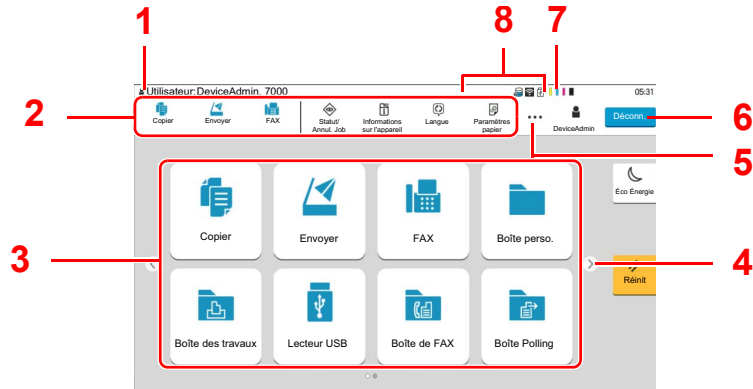 1
8
7
Utilisateur:DeviceAdmin. 7000
05:31
2
Copier
Envoyer
FAX
Statut/
Annul. Job
Informations
sur l'appareil
Langue
Paramètres
papier
DeviceAdmin
Déconn.
6
5
Éco Énergie
Copier
Envoyer
FAX
Boîte perso.
3
4
Réinit
Boîte des travaux
Lecteur USB
Boîte de FAX
Boîte Polling